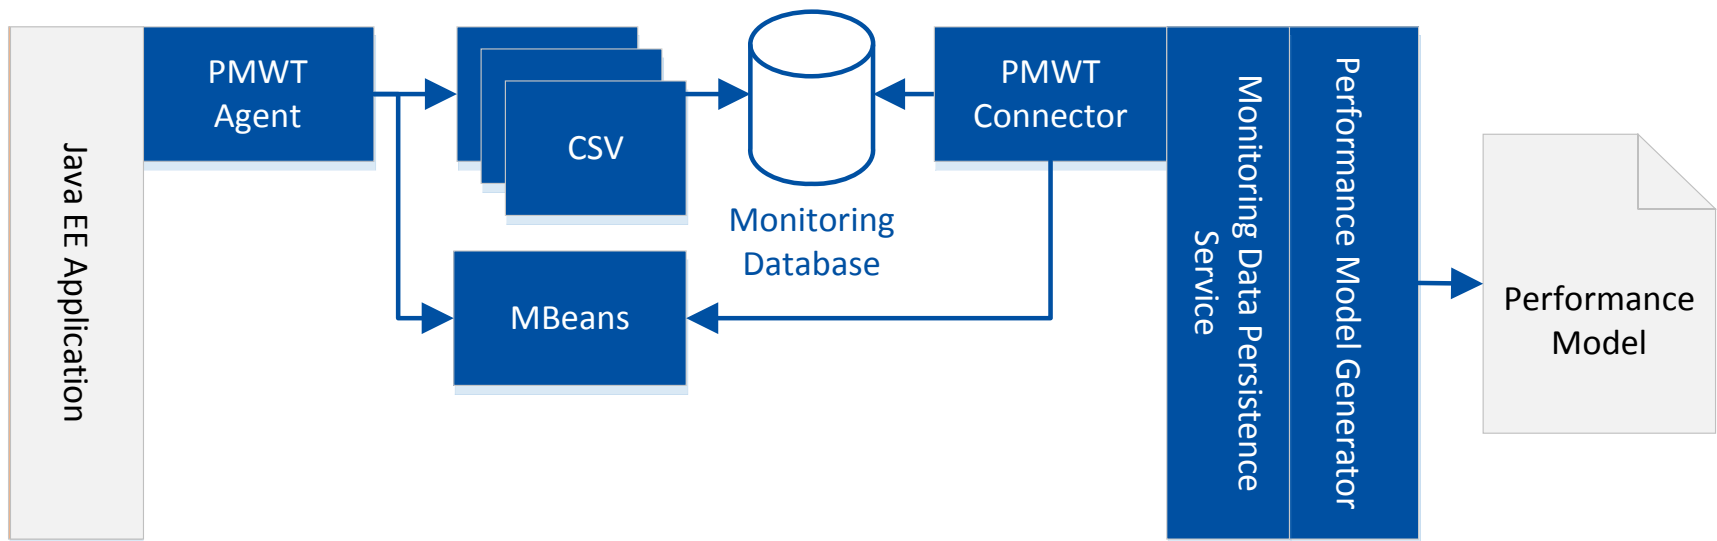 Java EE Application
PMWT
Agent
CSV
MBeans
Monitoring
Database
PMWT
Connector
Monitoring Data Persistence
Service
Performance Model Generator
Performance
Model